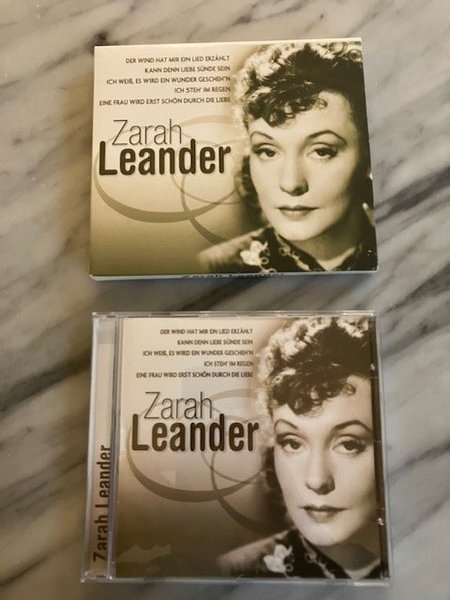 DER WIND HAT MIR EIN LIED ERZÄHLT
KANN DENN LIEBE SÜNDE SEIN
ICH WEIß, ES WIRD EIN WUNDER GESCHEH'N
ICH STEH' IM REGEN
EINE FRAU WIRD ERST SCHÖN DURCH DIE LIEBE
Zarah
Leander
DER WIND HAT MIR EIN LIED ERZÄHLT
KANN DENN LIEBE SÜNDE SEIN
ICH WEIß, ES WIRD EIN WUNDER GESCHEH'N
ICH STEH' IM REGEN
EINE FRAU WIRD ERST SCHÖN DURCH DIE LIEBE
Zarah
Leander
Zarah Leander